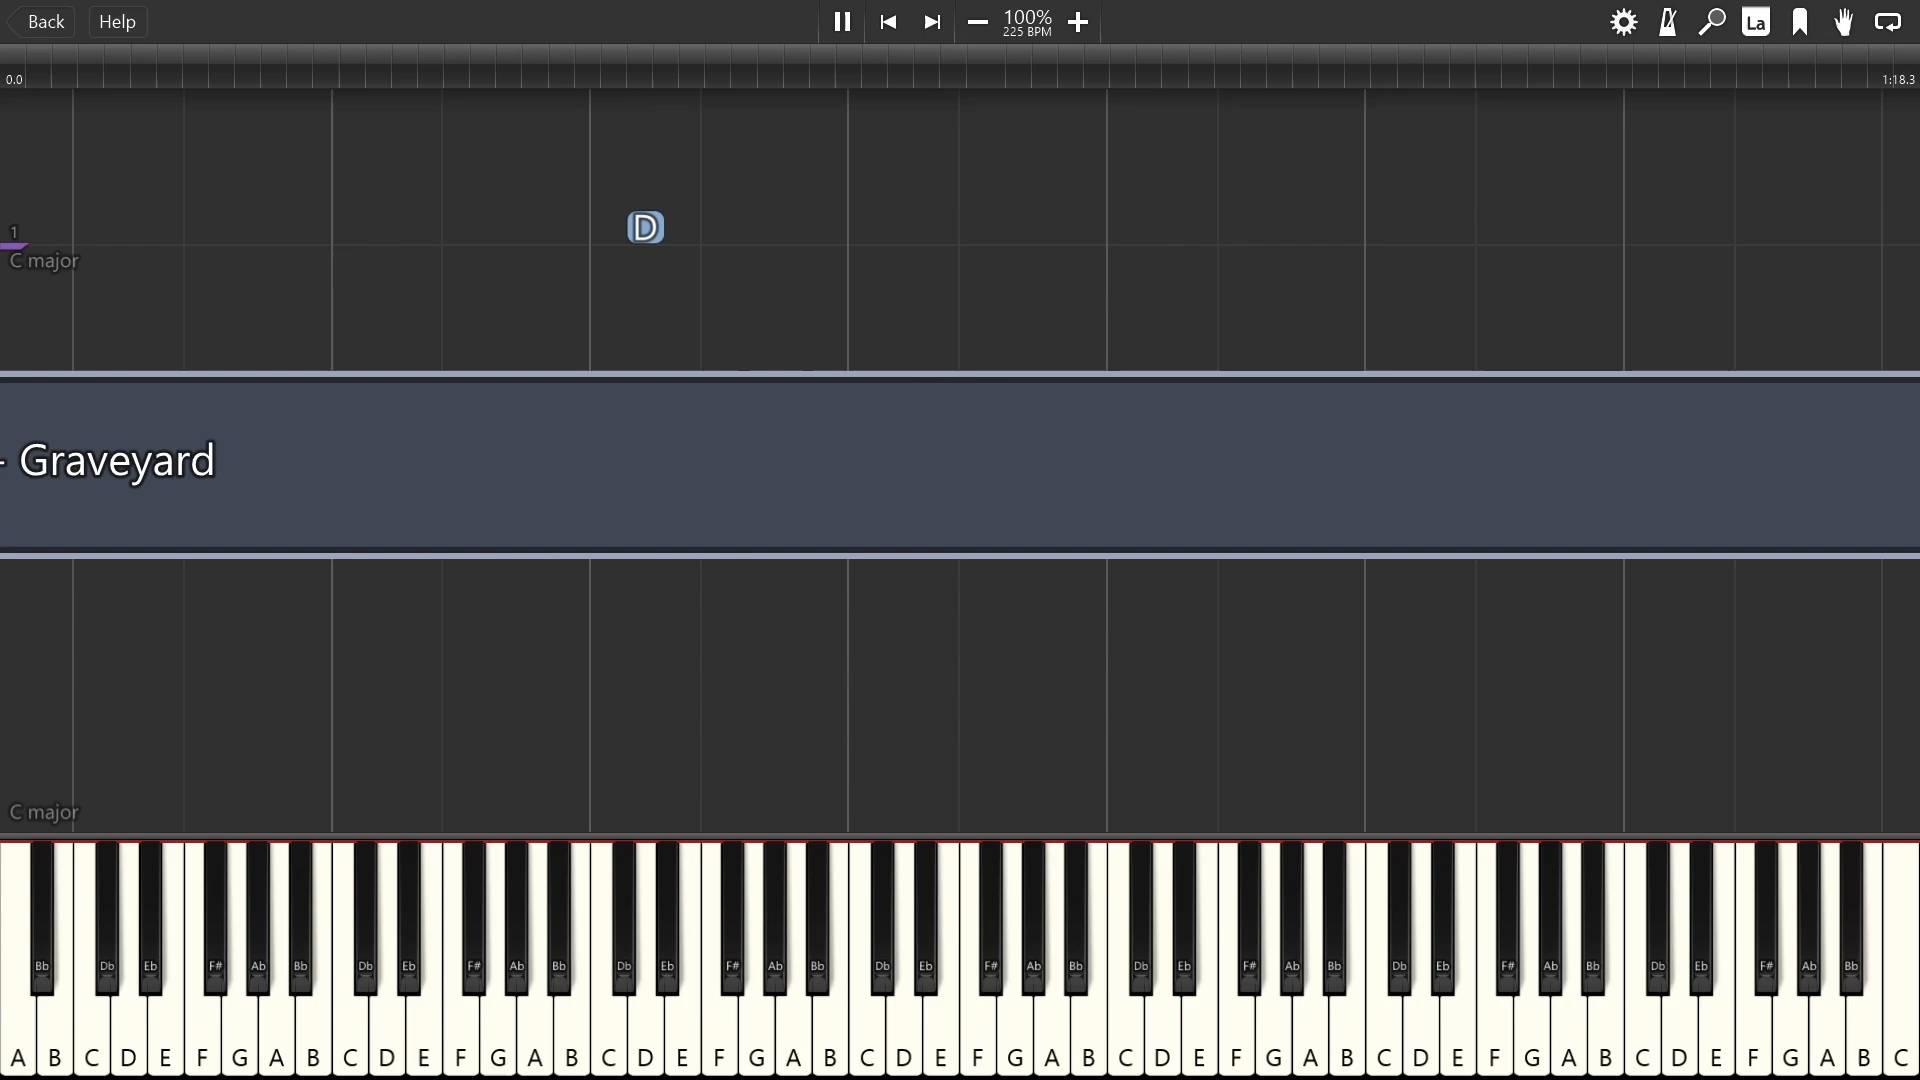 Back Help 100% La
225 BPM
0.0 1:18.3
D
1
C major
- Graveyard
C major
Bb Db Eb F# Ab Bb Db Eb F# Ab Bb Db Eb F# Ab Bb Db Eb F# Ab Bb Db Eb F# Ab Bb Db Eb F# Ab Bb Db Eb F# Ab Bb
A B C D E F G A B C D E F G A B C D E F G A B C D E F G A B C D E F G A B C D E F G A B C D E F G A B C